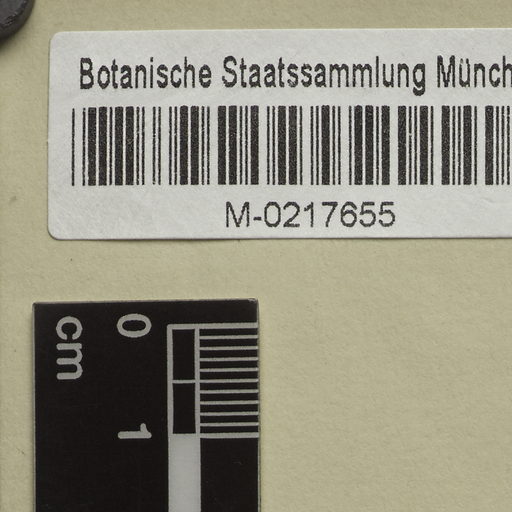 Botanische Staatssammlung Münch
M-0217655
cm
0
1